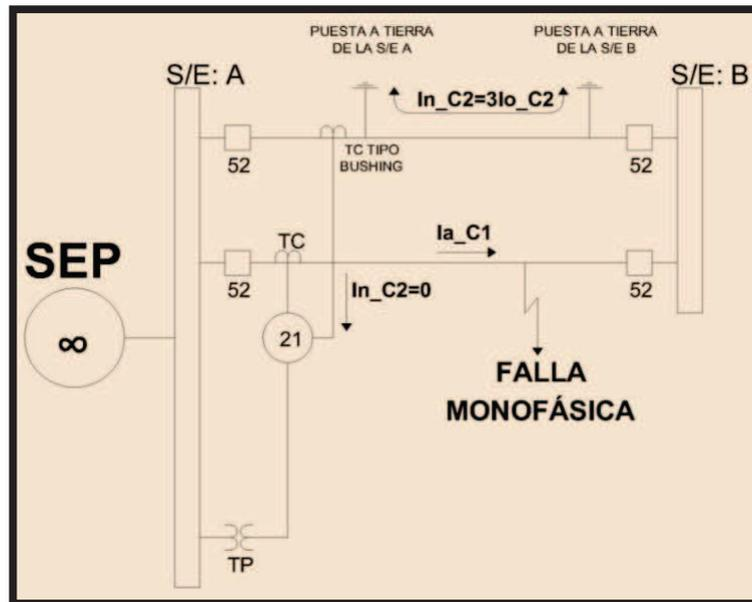 PUESTA A TIERRA
DE LA S/E A
PUESTA A TIERRA
DE LA S/E B
S/E: A
S/E: B
In_C2=3Io_C2
52
TC TIPO
BUSHING
52
SEP
∞
TC
Ia_C1
52
In_C2=0
52
21
FALLA
MONOFÁSICA
TP